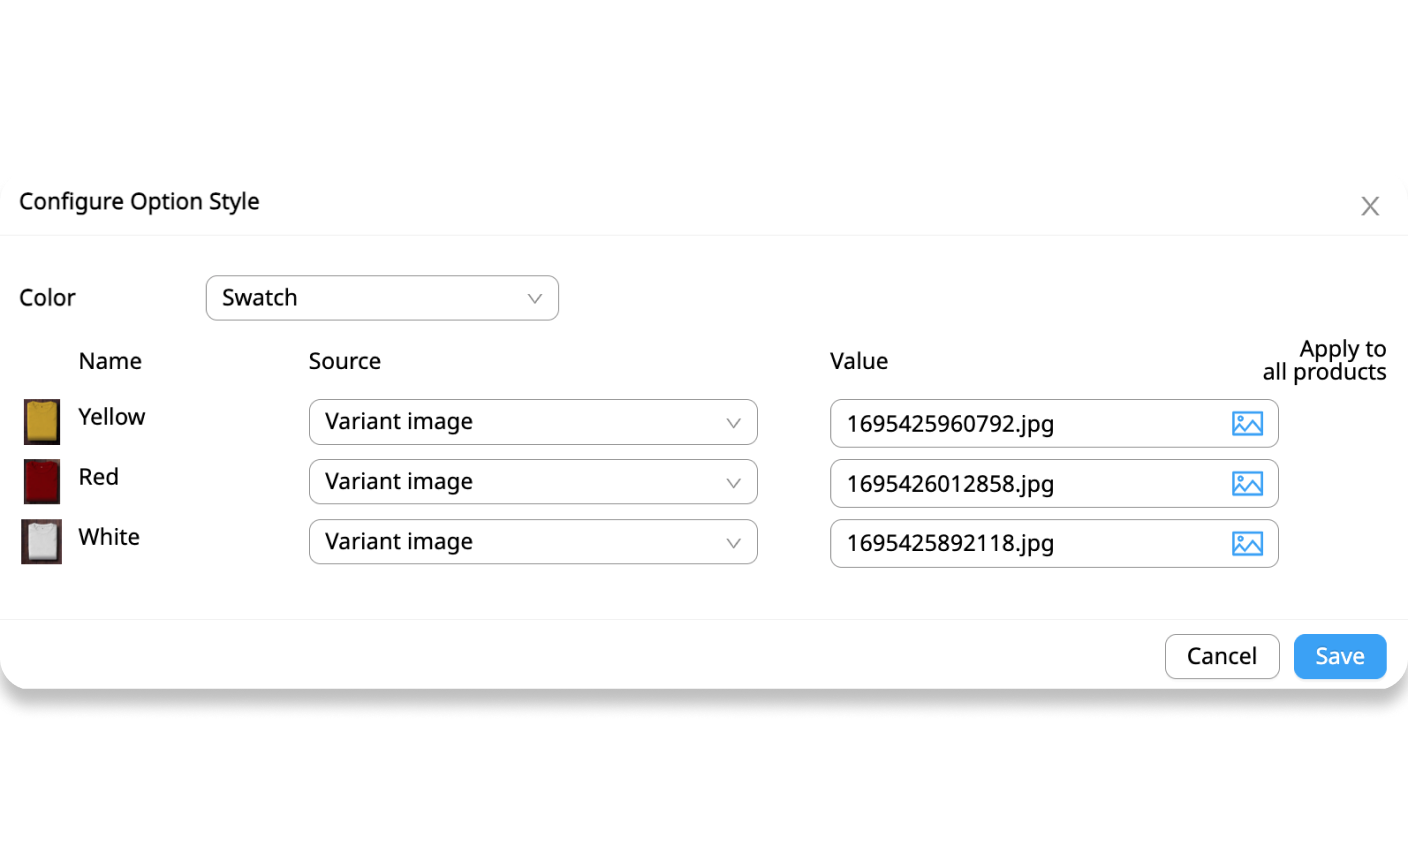 Configure Option Style
X
Color
Swatch
Name
Source
Value
Apply to
all products
Yellow
Variant image
1695425960792.jpg
Red
Variant image
1695426012858.jpg
White
Variant image
1695425892118.jpg
Cancel
Save